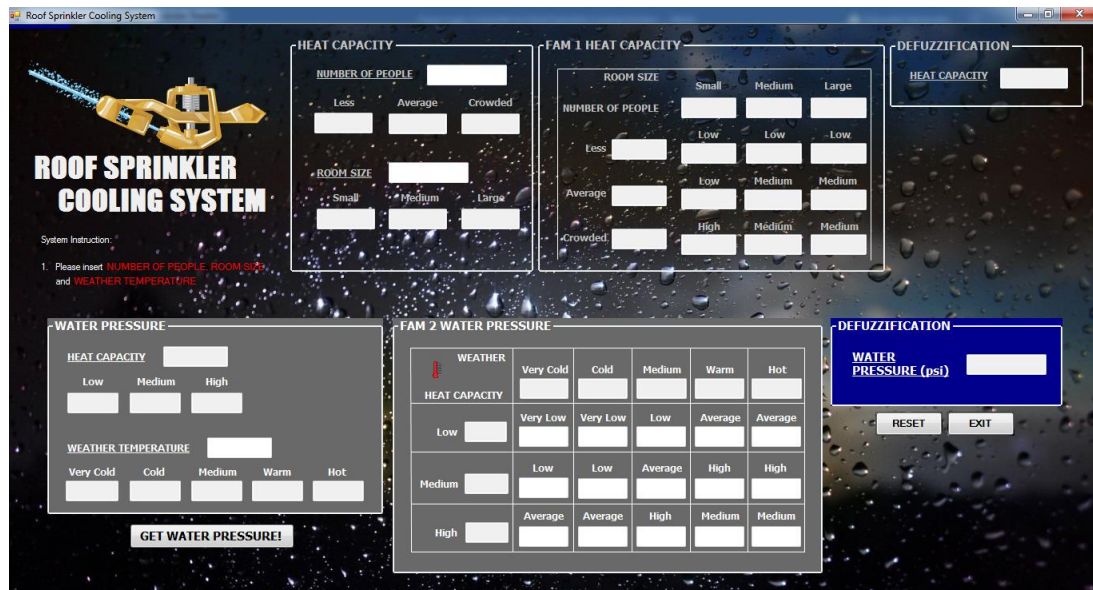 Roof Sprinkler Cooling System
ROOF SPRINKLER
COOLING SYSTEM
System Instruction:
1. Please insert NUMBER OF PEOPLE, ROOM SIZE
and WEATHER TEMPERATURE
HEAT CAPACITY
NUMBER OF PEOPLE
Less Average Crowded
ROOM SIZE
Small Medium Large
FAM 1 HEAT CAPACITY
ROOM SIZE
Small Medium Large
NUMBER OF PEOPLE
Low Low Low
Less
Low Medium Medium
Average
High Medium Medium
Crowded
DEFUZZIFICATION
HEAT CAPACITY
WATER PRESSURE
HEAT CAPACITY
Low Medium High
WEATHER TEMPERATURE
Very Cold Cold Medium Warm Hot
GET WATER PRESSURE!
FAM 2 WATER PRESSURE
WEATHER
Very Cold Cold Medium Warm Hot
HEAT CAPACITY
Very Low Very Low Low Average Average
Low
Low Low Average High High
Medium
Average Average High Medium Medium
High
DEFUZZIFICATION
WATER
PRESSURE (psi)
RESET EXIT